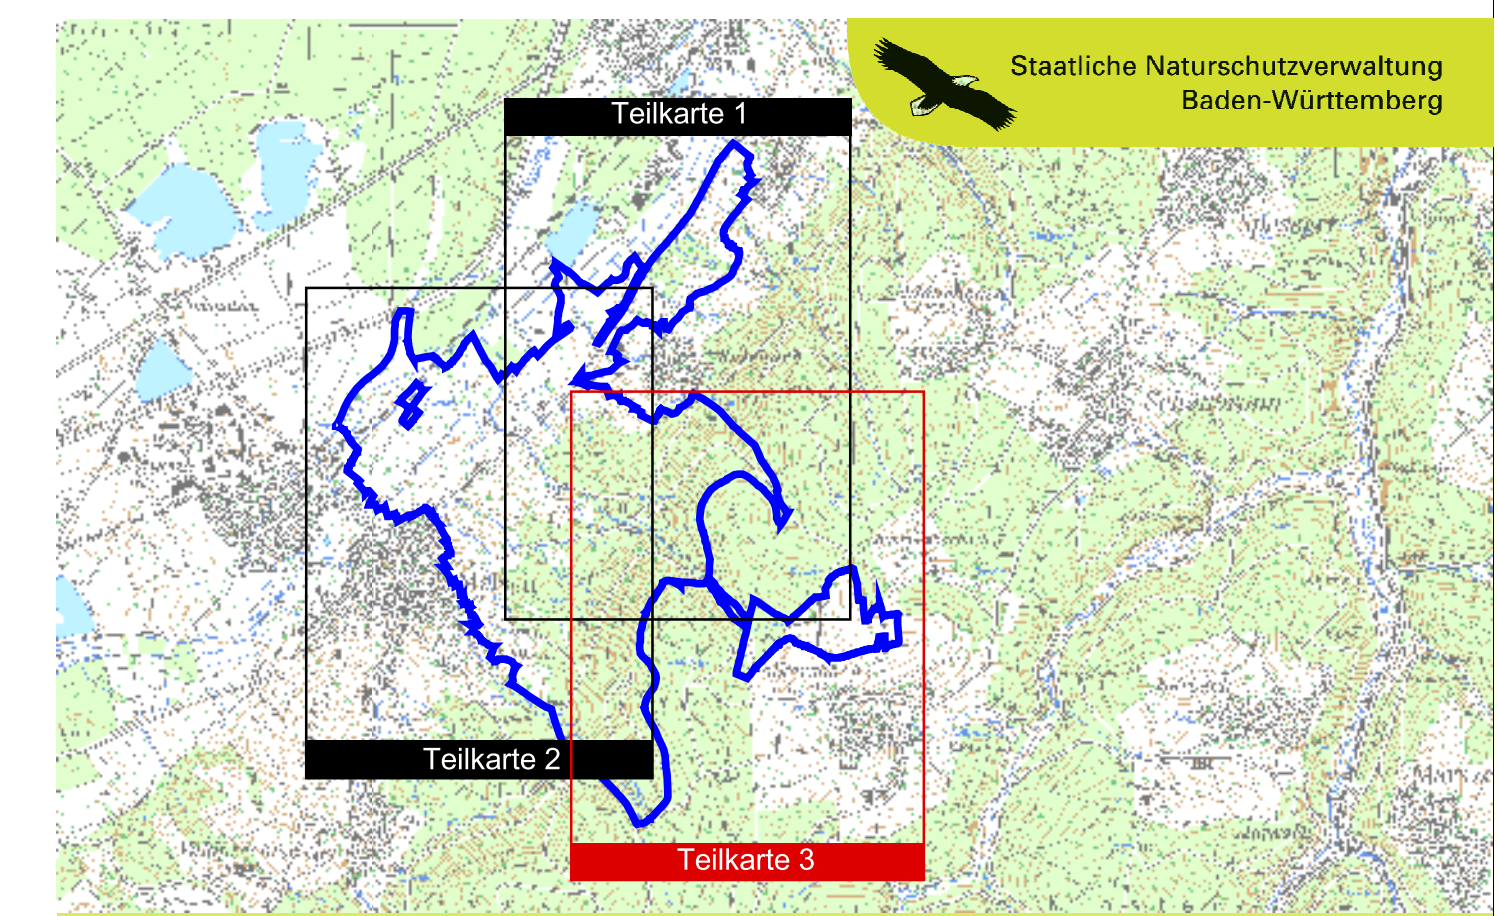 Staatliche Naturschutzverwaltung
Baden-Württemberg
Teilkarte 1
Teilkarte 2
Teilkarte 3